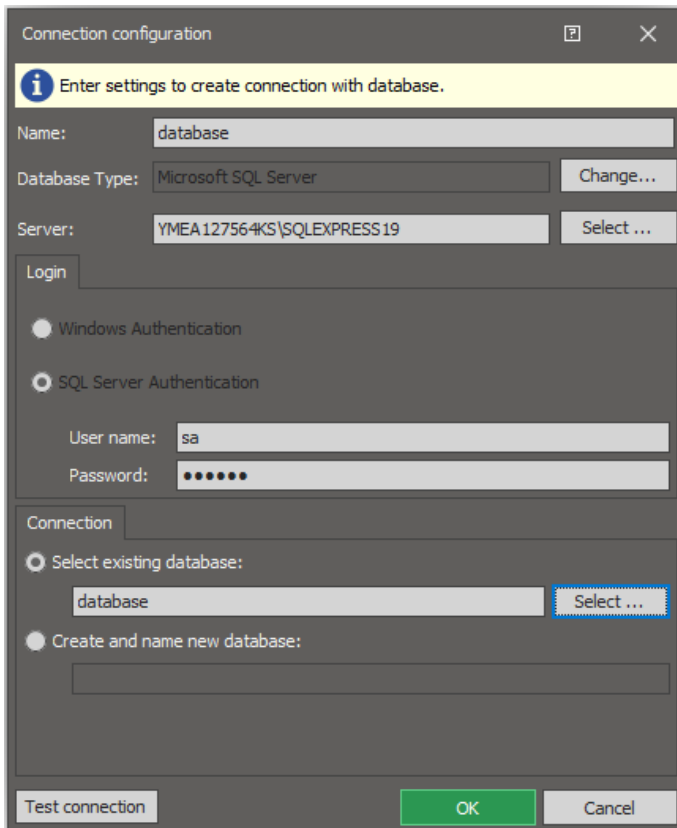 Connection configuration
Enter settings to create connection with database.
Name: database
Database Type: Microsoft SQL Server Change...
Server: YMEA127564KS\SQLEXPRESS19 Select ...
Login
Windows Authentication
SQL Server Authentication
User name: sa
Password: ●●●●●●
Connection
Select existing database:
database Select ...
Create and name new database:
Test connection OK Cancel